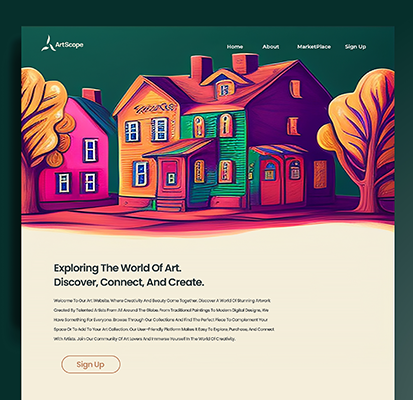 ArtScope
Home About MarketPlace Sign Up
Exploring The World Of Art.
Discover, Connect, And Create.
Welcome To Our Art Website, Where Creativity And Beauty Come Together. Discover A World Of Stunning Artwork
Created By Talented Artists From All Around The Globe. From Traditional Paintings To Modern Digital Designs, We
Have Something For Everyone. Browse Through Our Collections And Find The Perfect Piece To Complement Your
Space Or To Add To Your Art Collection. Our User-Friendly Platform Makes It Easy To Explore, Purchase, And Connect
With Artists. Join Our Community Of Art Lovers And Immerse Yourself In The World Of Creativity.
Sign Up